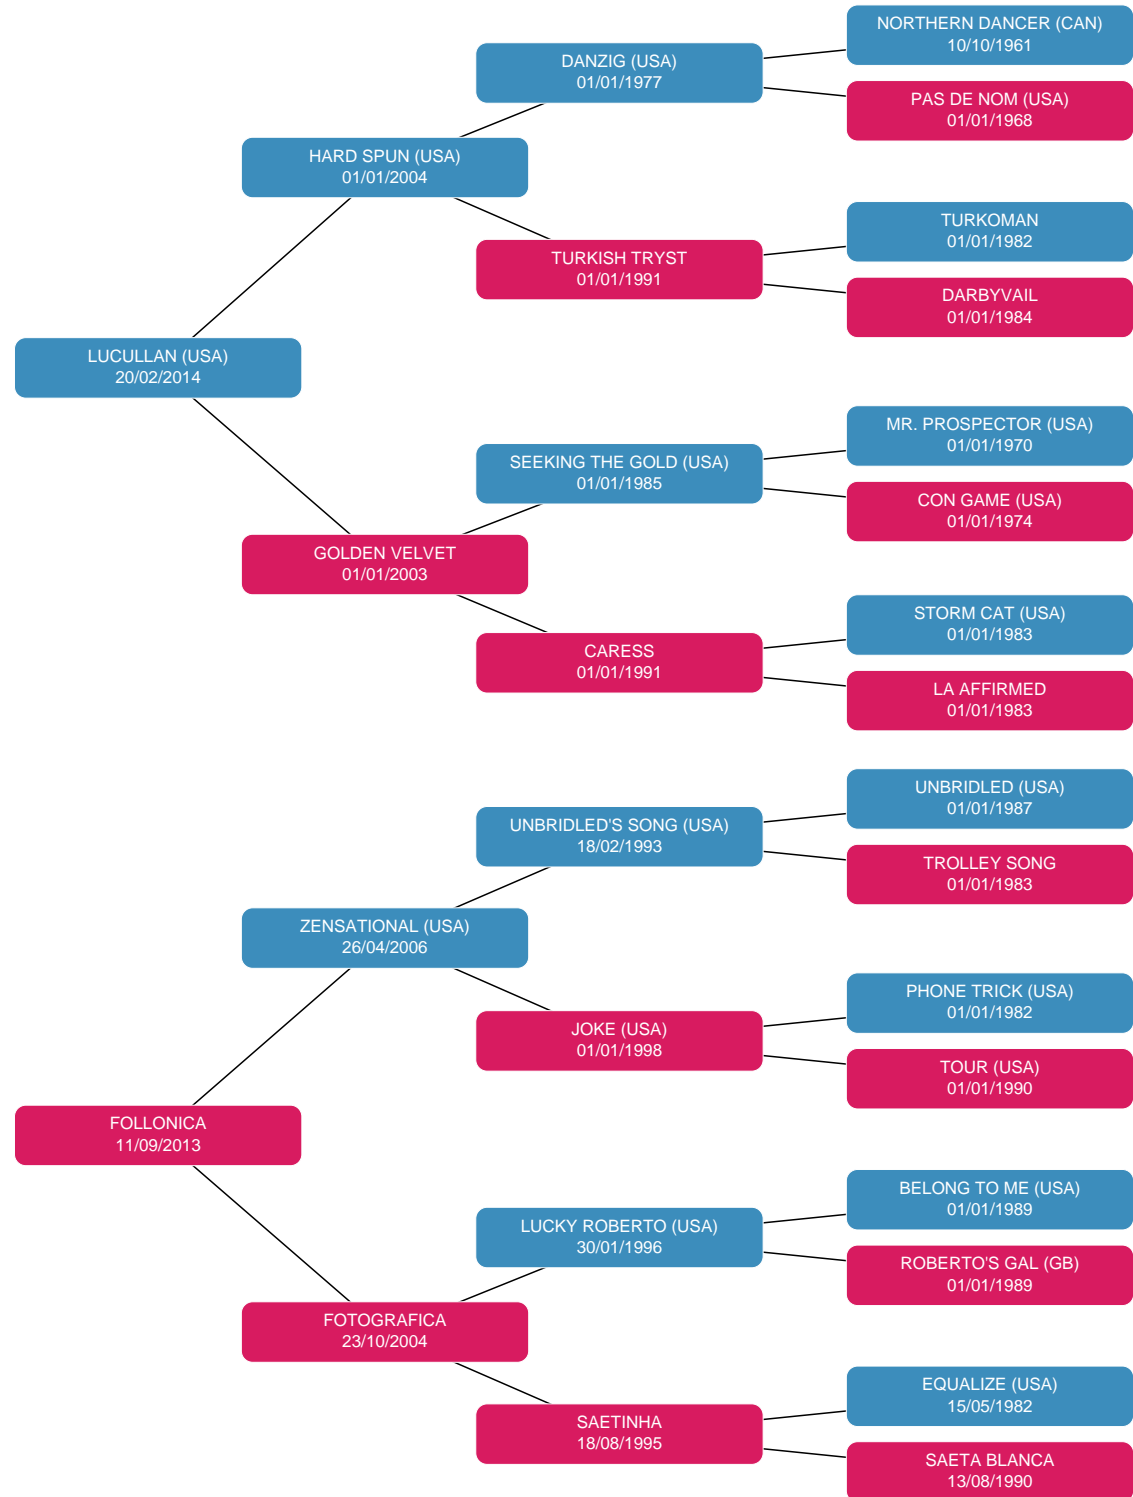 NORTHERN DANCER (CAN)
10/10/1961
DANZIG (USA)
01/01/1977
PAS DE NOM (USA)
01/01/1968
HARD SPUN (USA)
01/01/2004
TURKOMAN
01/01/1982
TURKISH TRYST
01/01/1991
DARBYVAIL
01/01/1984
LUCULLAN (USA)
20/02/2014
MR. PROSPECTOR (USA)
01/01/1970
SEEKING THE GOLD (USA)
01/01/1985
CON GAME (USA)
01/01/1974
GOLDEN VELVET
01/01/2003
STORM CAT (USA)
01/01/1983
CARESS
01/01/1991
LA AFFIRMED
01/01/1983
UNBRIDLED (USA)
01/01/1987
UNBRIDLED'S SONG (USA)
18/02/1993
TROLLEY SONG
01/01/1983
ZENSATIONAL (USA)
26/04/2006
PHONE TRICK (USA)
01/01/1982
JOKE (USA)
01/01/1998
TOUR (USA)
01/01/1990
FOLLONICA
11/09/2013
BELONG TO ME (USA)
01/01/1989
LUCKY ROBERTO (USA)
30/01/1996
ROBERTO'S GAL (GB)
01/01/1989
FOTOGRAFICA
23/10/2004
EQUALIZE (USA)
15/05/1982
SAETINHA
18/08/1995
SAETA BLANCA
13/08/1990